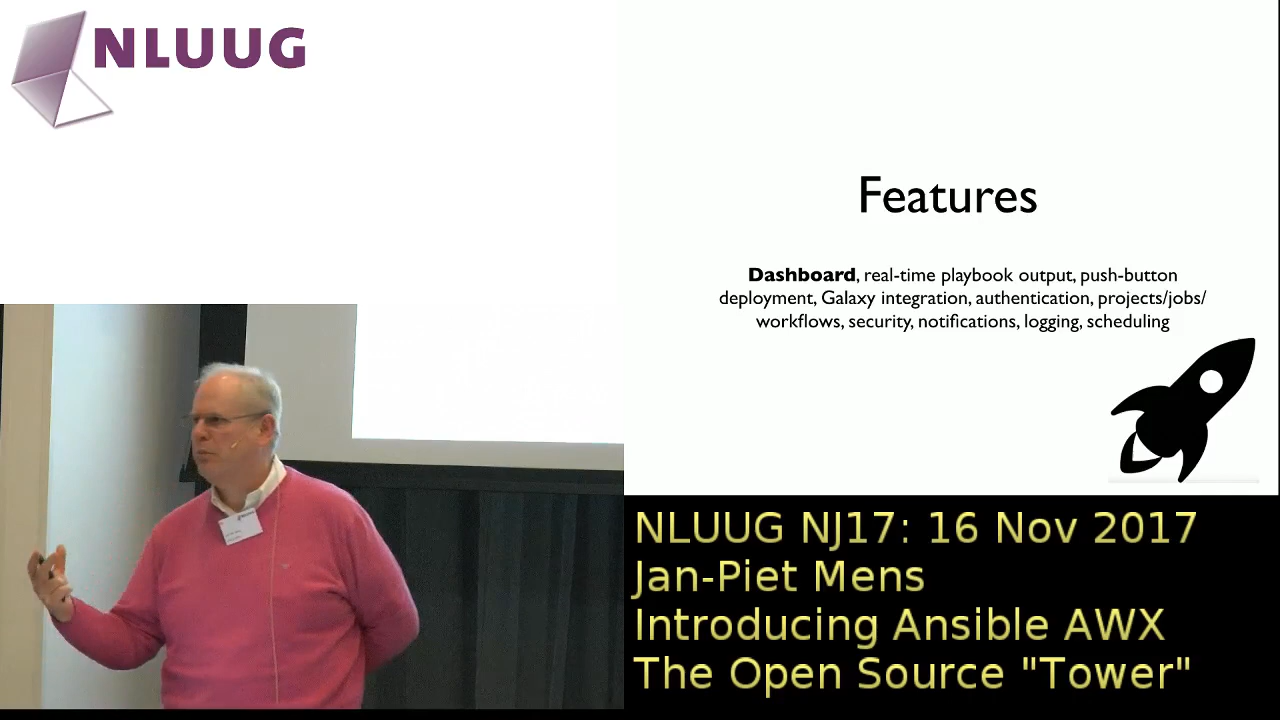 NLUUG
Features
Dashboard, real-time playbook output, push-button
deployment, Galaxy integration, authentication, projects/jobs/
workflows, security, notifications, logging, scheduling
NLUUG NJ17: 16 Nov 2017
Jan-Piet Mens
Introducing Ansible AWX
The Open Source "Tower"